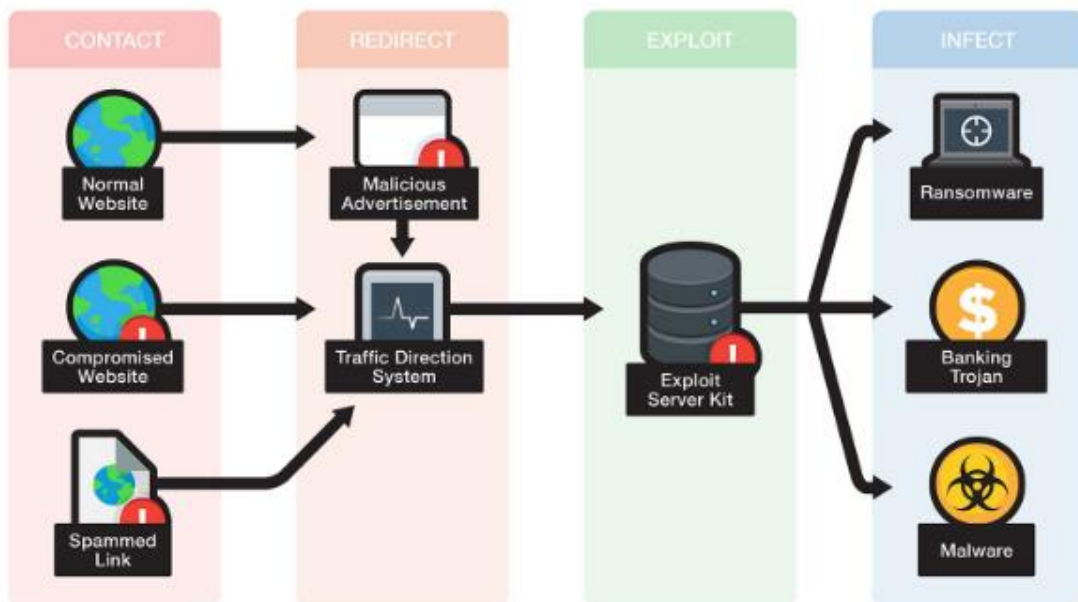 CONTACT
REDIRECT
EXPLOIT
INFECT
Normal
Website
Malicious
Advertisement
Ransomware
Compromised
Website
Traffic Direction
System
Exploit
Server Kit
Banking
Trojan
Spammed
Link
Malware